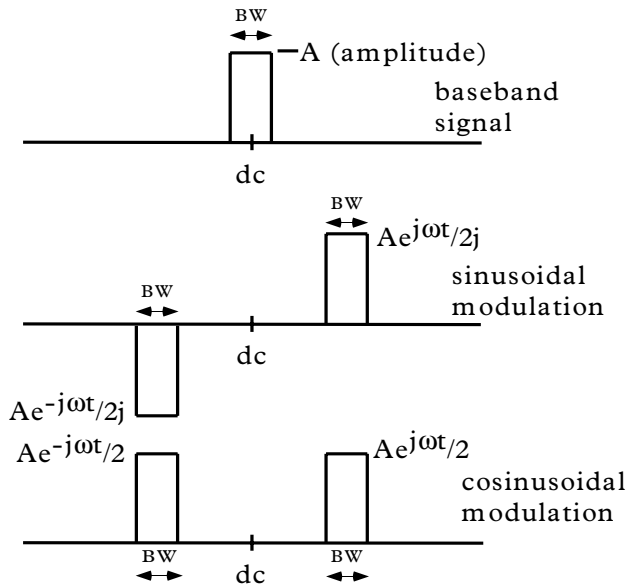 BW
A (amplitude)
baseband
signal
dc
BW
Ae^jωt/2j
sinusoidal
modulation
BW
dc
Ae^-jωt/2j
Ae^-jωt/2
Ae^jωt/2
cosinusoidal
modulation
BW
dc
BW